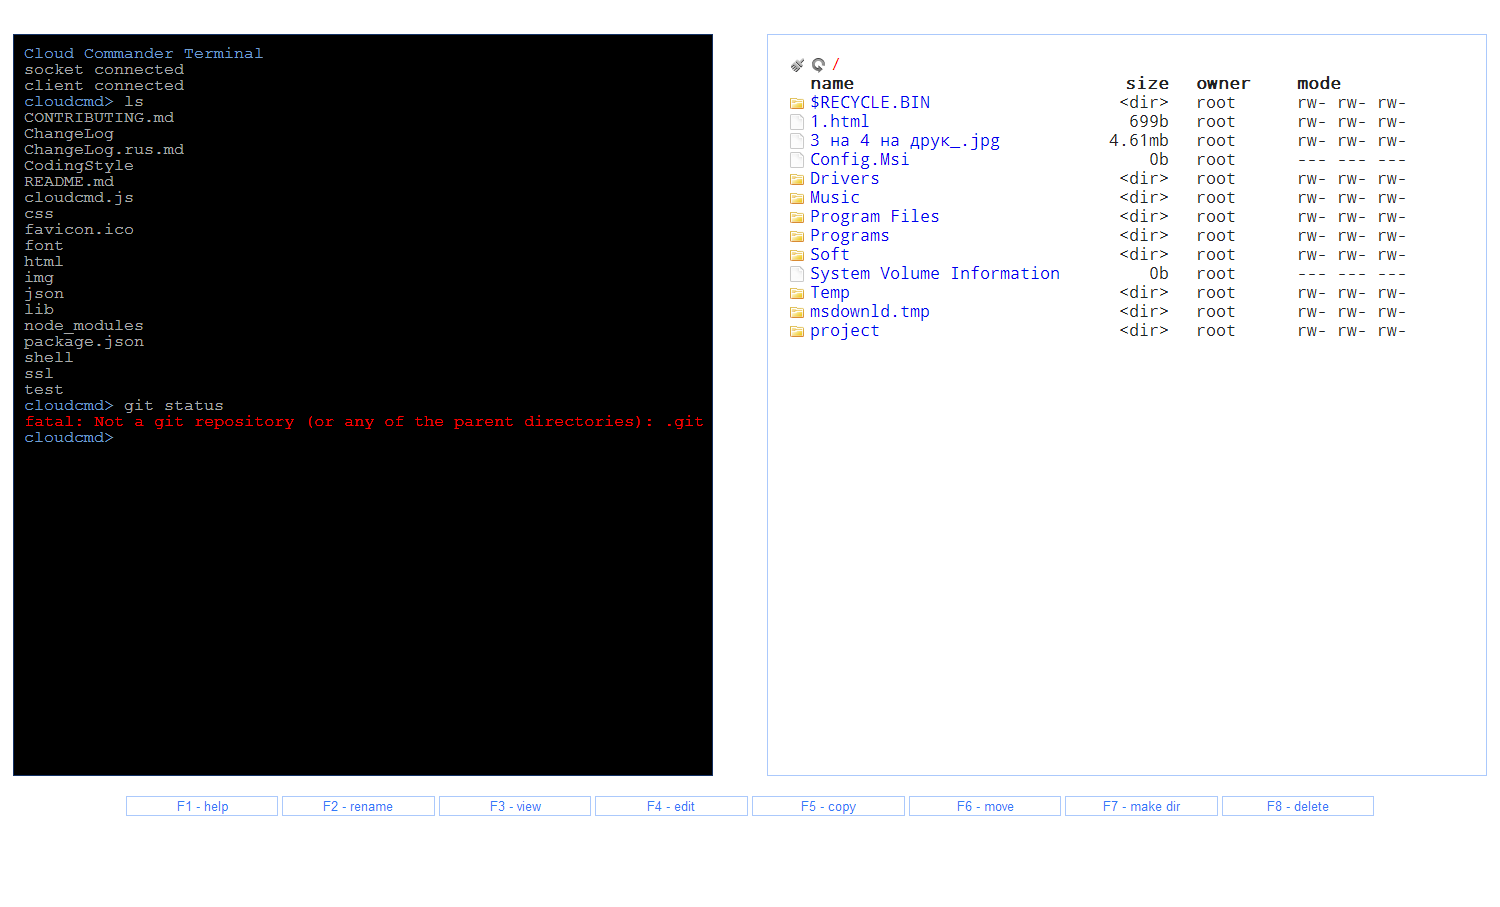 Cloud Commander Terminal
socket connected
client connected
cloudcmd> ls
CONTRIBUTING.md
ChangeLog
ChangeLog.rus.md
CodingStyle
README.md
cloudcmd.js
css
favicon.ico
font
html
img
json
lib
node_modules
package.json
shell
ssl
test
cloudcmd> git status
fatal: Not a git repository (or any of the parent directories): .git
cloudcmd>
/
name size owner mode
$RECYCLE.BIN <dir> root rw- rw- rw-
1.html 699b root rw- rw- rw-
3 на 4 на друк_.jpg 4.61mb root rw- rw- rw-
Config.Msi 0b root --- --- ---
Drivers <dir> root rw- rw- rw-
Music <dir> root rw- rw- rw-
Program Files <dir> root rw- rw- rw-
Programs <dir> root rw- rw- rw-
Soft <dir> root rw- rw- rw-
System Volume Information 0b root --- --- ---
Temp <dir> root rw- rw- rw-
msdownld.tmp <dir> root rw- rw- rw-
project <dir> root rw- rw- rw-
F1 - help F2 - rename F3 - view F4 - edit F5 - copy F6 - move F7 - make dir F8 - delete